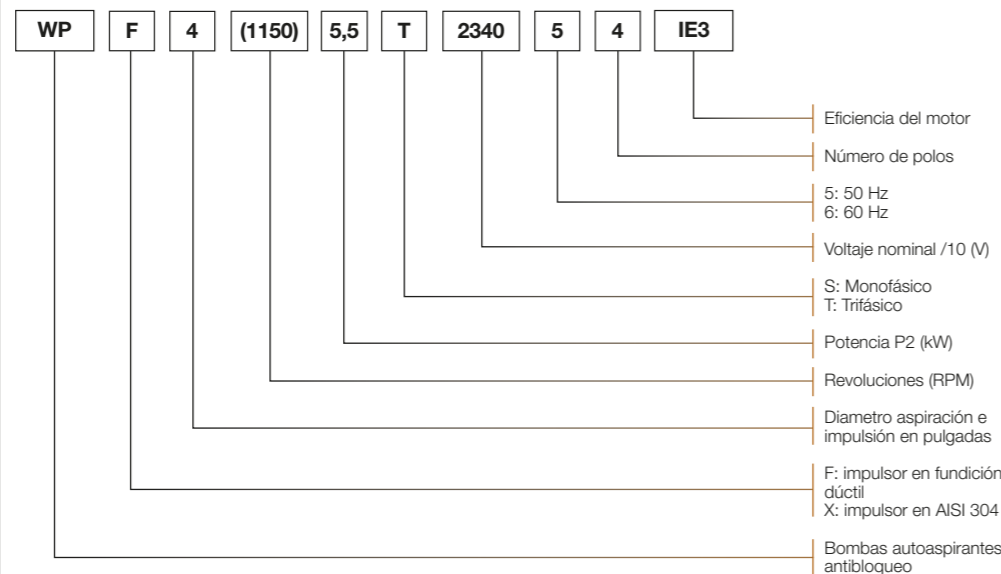 WP F 4 (1150) 5,5 T 2340 5 4 IE3
Eficiencia del motor
Número de polos
5: 50 Hz
6: 60 Hz
Voltaje nominal /10 (V)
S: Monofásico
T: Trifásico
Potencia P2 (kW)
Revoluciones (RPM)
Diametro aspiración e
impulsión en pulgadas
F: impulsor en fundición
dúctil
X: impulsor en AISI 304
Bombas autoaspirantes
antibloqueo